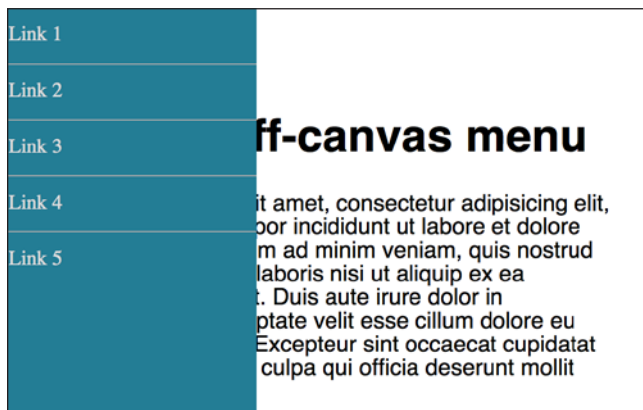 Link 1
Link 2
Link 3
Link 4
Link 5
ff-canvas menu
it amet, consectetur adipisicing elit,
por incididunt ut labore et dolore
m ad minim veniam, quis nostrud
laboris nisi ut aliquip ex ea
t. Duis aute irure dolor in
ptate velit esse cillum dolore eu
Excepteur sint occaecat cupidatat
culpa qui officia deserunt mollit